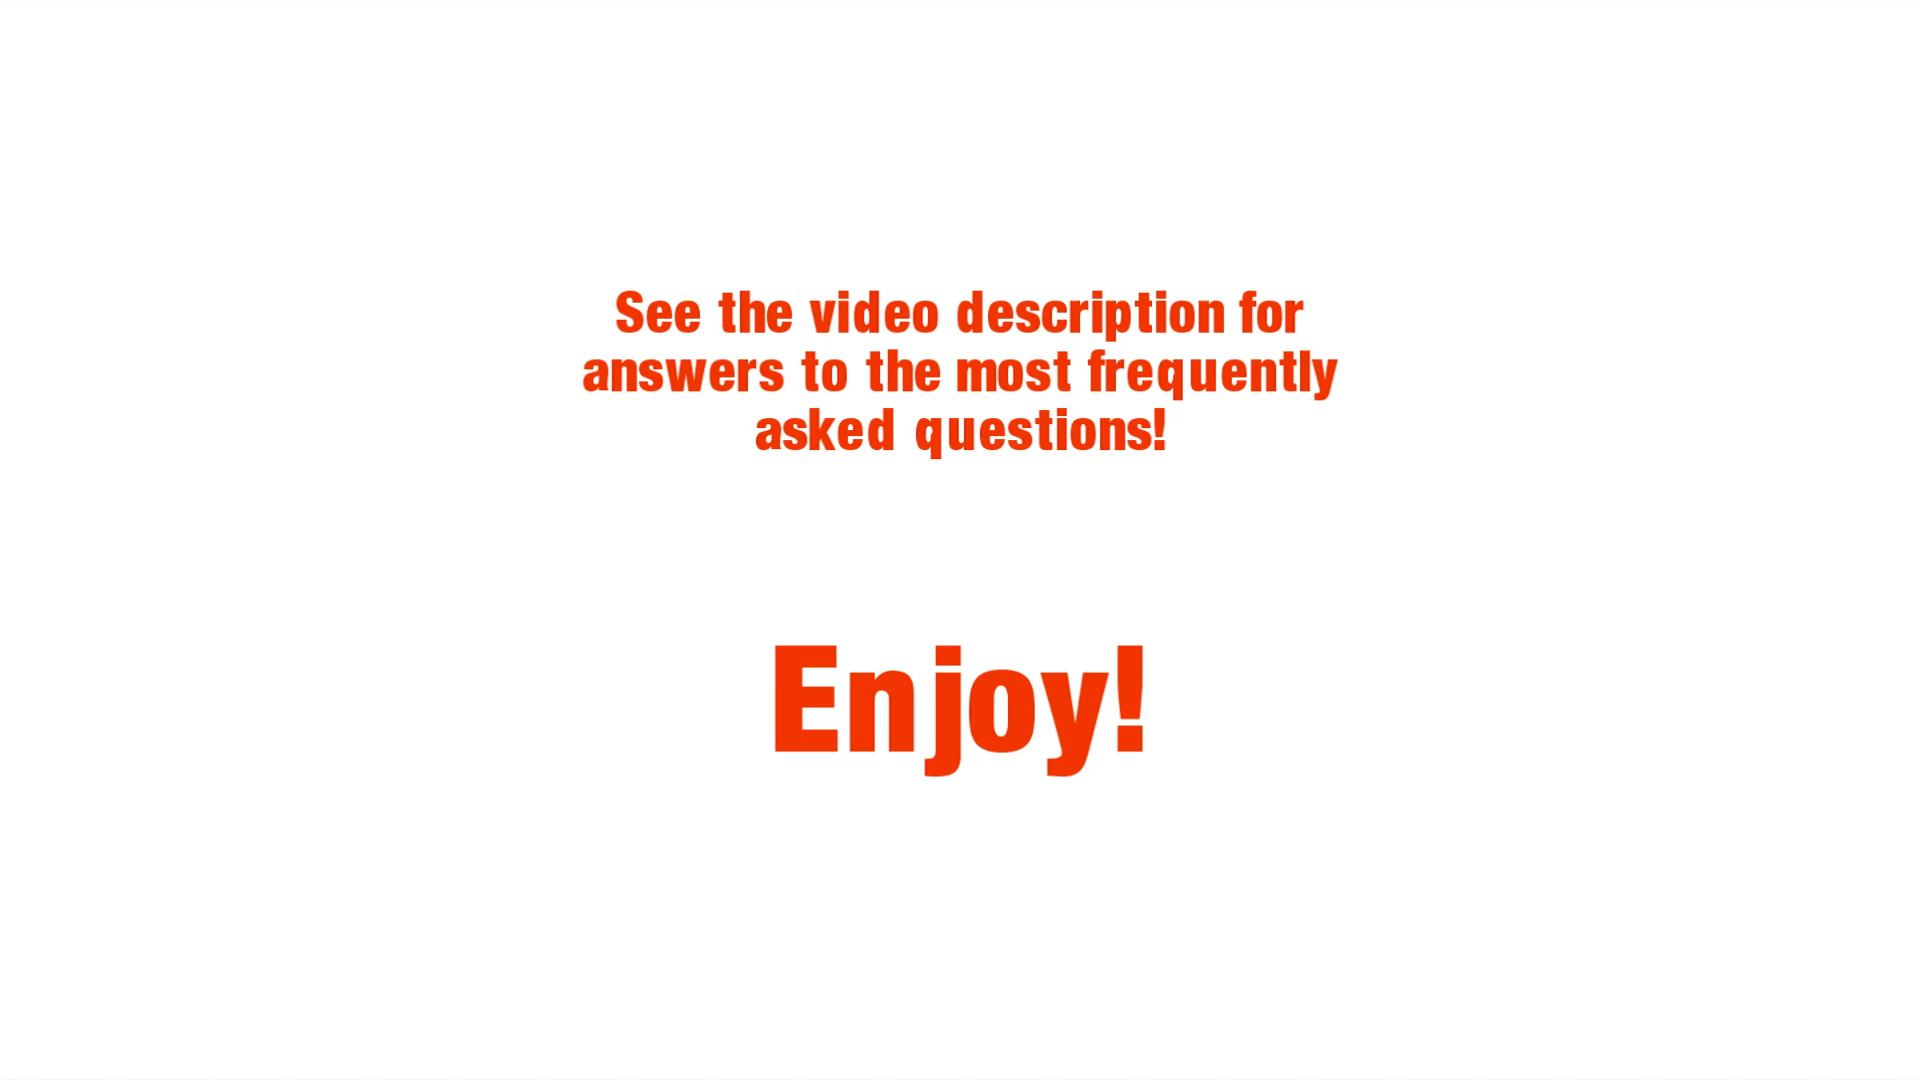 See the video description for
answers to the most frequently
asked questions!
Enjoy!